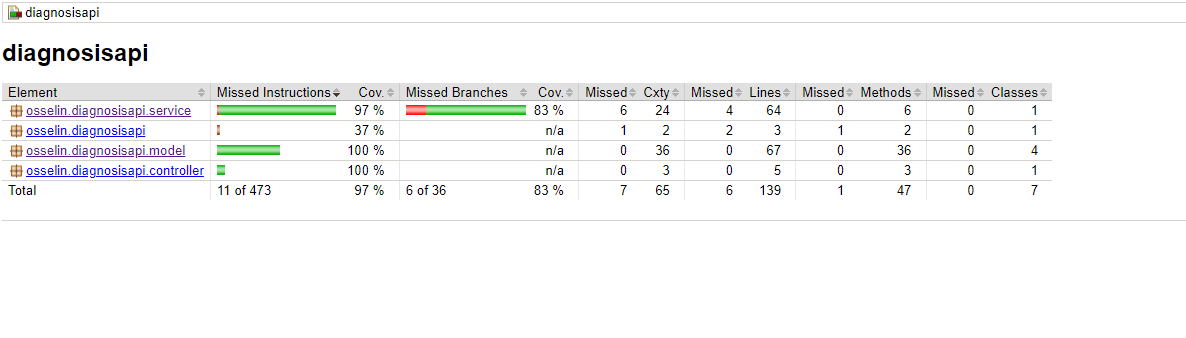 diagnosisapi
diagnosisapi
Element Missed Instructions Cov. Missed Branches Cov. Missed Cxty Missed Lines Missed Methods Missed Classes
osselin.diagnosisapi.service 97 % 83 % 6 24 4 64 0 6 0 1
osselin.diagnosisapi 37 % n/a 1 2 2 3 1 2 0 1
osselin.diagnosisapi.model 100 % n/a 0 36 0 67 0 36 0 4
osselin.diagnosisapi.controller 100 % n/a 0 3 0 5 0 3 0 1
Total 11 of 473 97 % 6 of 36 83 % 7 65 6 139 1 47 0 7